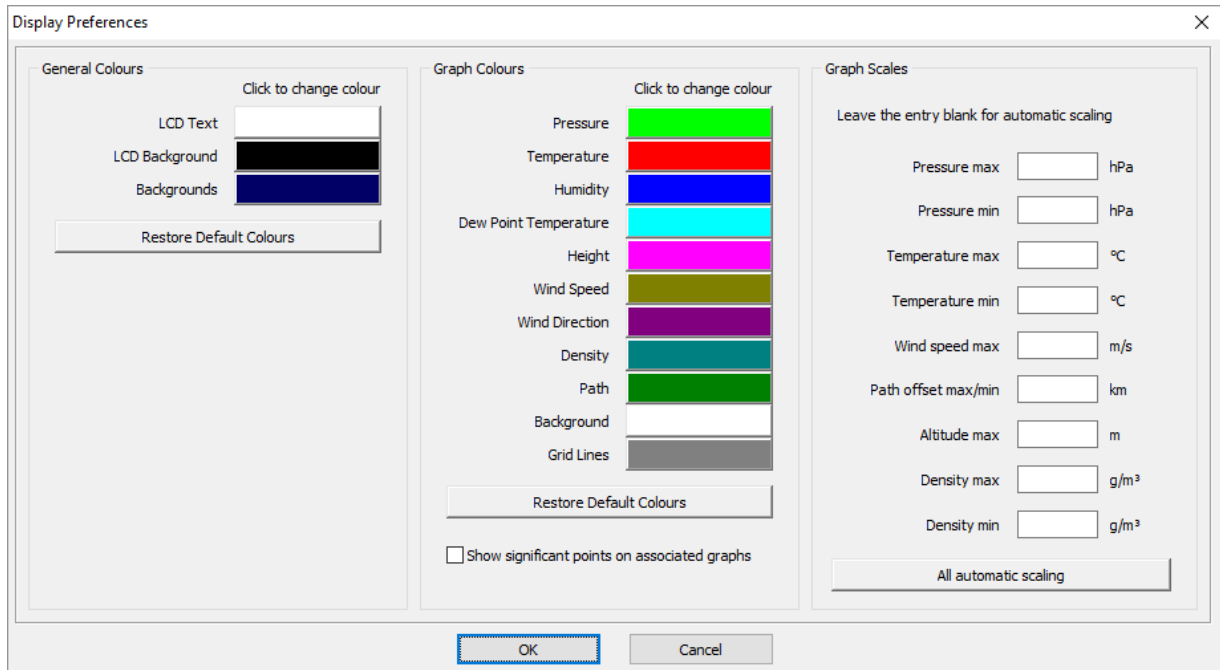 Display Preferences
General Colours
Click to change colour
LCD Text
LCD Background
Backgrounds
Restore Default Colours
Graph Colours
Click to change colour
Pressure
Temperature
Humidity
Dew Point Temperature
Height
Wind Speed
Wind Direction
Density
Path
Background
Grid Lines
Restore Default Colours
Show significant points on associated graphs
Graph Scales
Leave the entry blank for automatic scaling
Pressure max hPa
Pressure min hPa
Temperature max ºC
Temperature min ºC
Wind speed max m/s
Path offset max/min km
Altitude max m
Density max g/m³
Density min g/m³
All automatic scaling
OK
Cancel